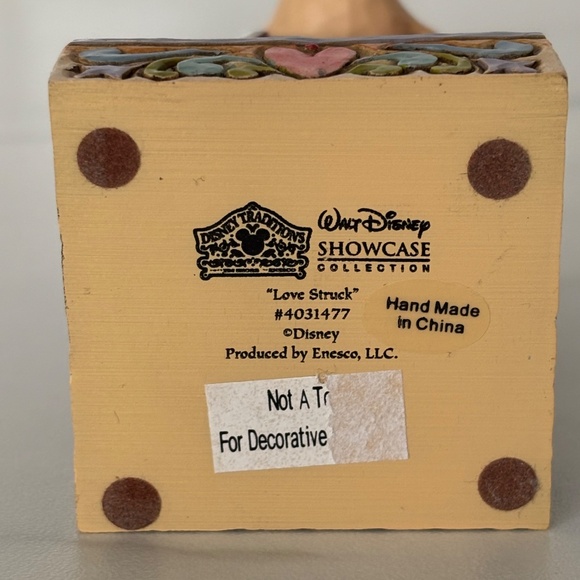 DISNEY TRADITIONS
WALT DISNEY
SHOWCASE
COLLECTION
"Love Struck"
#4031477
©Disney
Produced by Enesco, LLC.
Hand Made
in China
Not A
For Decorative